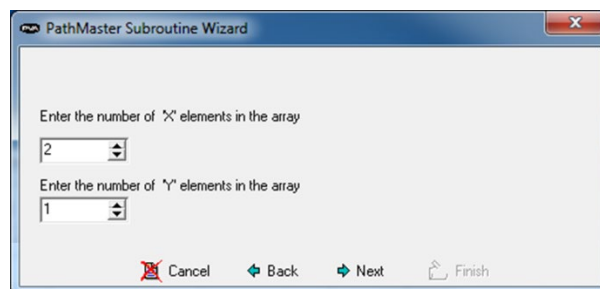 PathMaster Subroutine Wizard
Enter the number of 'X' elements in the array
2
Enter the number of 'Y' elements in the array
1
Cancel Back Next Finish